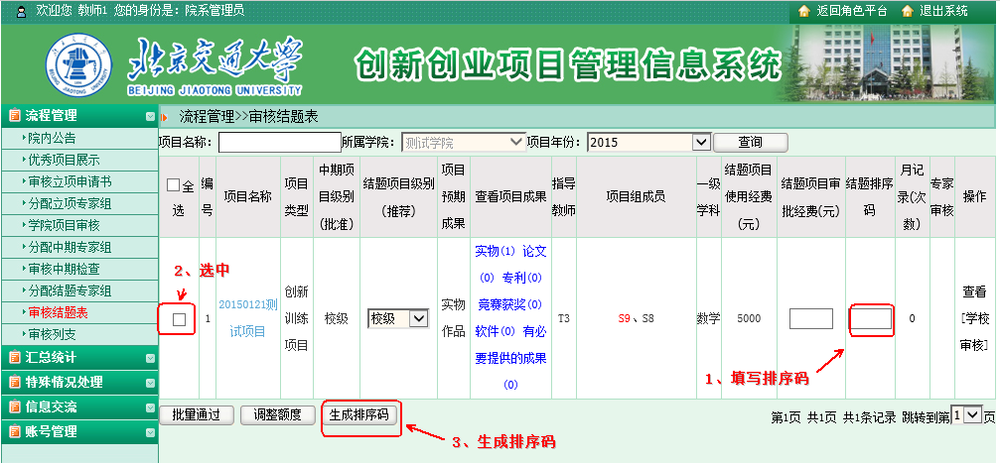 欢迎您 教师1 您的身份是：院系管理员
返回角色平台 退出系统
北京交通大学
BEIJING JIAOTONG UNIVERSITY
创新创业项目管理信息系统
流程管理
院内公告
优秀项目展示
审核立项申请书
分配立项专家组
学院项目审核
分配中期专家组
审核中期检查
分配结题专家组
审核结题表
审核列支
汇总统计
特殊情况处理
信息交流
账号管理
流程管理>>审核结题表
项目名称： 所属学院： 测试学院 项目年份： 2015 查询
全选
编号
项目名称
项目类型
中期项目级别(批准)
结题项目级别(推荐)
项目预期成果
查看项目成果
指导教师
项目组成员
一级学科
结题项目使用经费(元)
结题项目审批经费(元)
结题排序码
月记录(次数)
专家审核
操作
2、选中
1
20150121测试项目
创新训练项目
校级
校级
实物作品
实物(1) 论文
(0) 专利(0)
竞赛获奖(0)
软件(0) 有必
要提供的成果
(0)
T3
S9、S8
数学
5000
0
查看
[学校
审核]
1、填写排序码
批量通过 调整额度 生成排序码
3、生成排序码
第1页 共1页 共1条记录 跳转到第 1 页